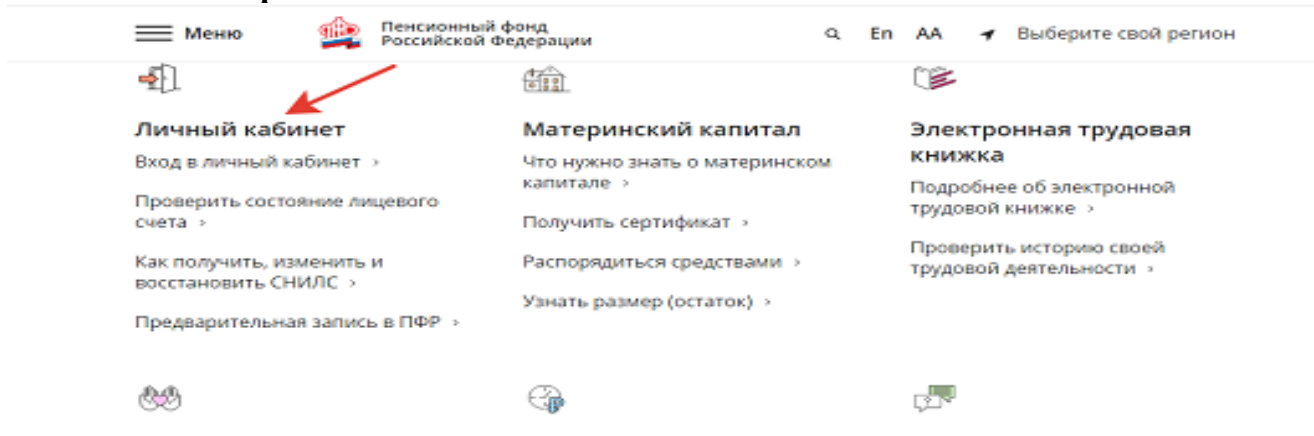 Меню
Пенсионный фонд
Российской Федерации
En AA Выберите свой регион
Личный кабинет
Вход в личный кабинет ›
Проверить состояние лицевого
счета ›
Как получить, изменить и
восстановить СНИЛС ›
Предварительная запись в ПФР ›
Материнский капитал
Что нужно знать о материнском
капитале ›
Получить сертификат ›
Распорядиться средствами ›
Узнать размер (остаток) ›
Электронная трудовая
книжка
Подробнее об электронной
трудовой книжке ›
Проверить историю своей
трудовой деятельности ›